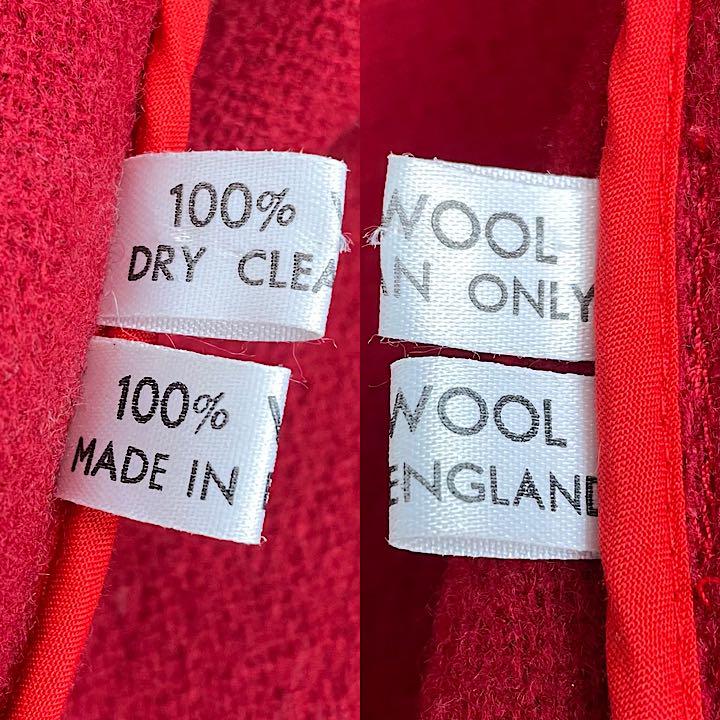 100%
DRY CLEA
100%
MADE IN
WOOL
AN ONLY
WOOL
ENGLAND